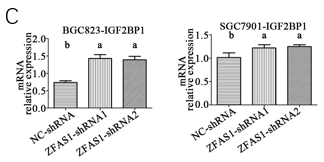 C
BGC823-IGF2BP1
mRNA
relative expression
2.0
1.5
1.0
0.5
0.0
b
a
a
NC-shRNA
ZFAS1-shRNA1
ZFAS1-shRNA2
SGC7901-IGF2BP1
mRNA
relative expression
1.5
1.0
0.5
0.0
b
a
a
NC-shRNA
ZFAS1-shRNA1
ZFAS1-shRNA2